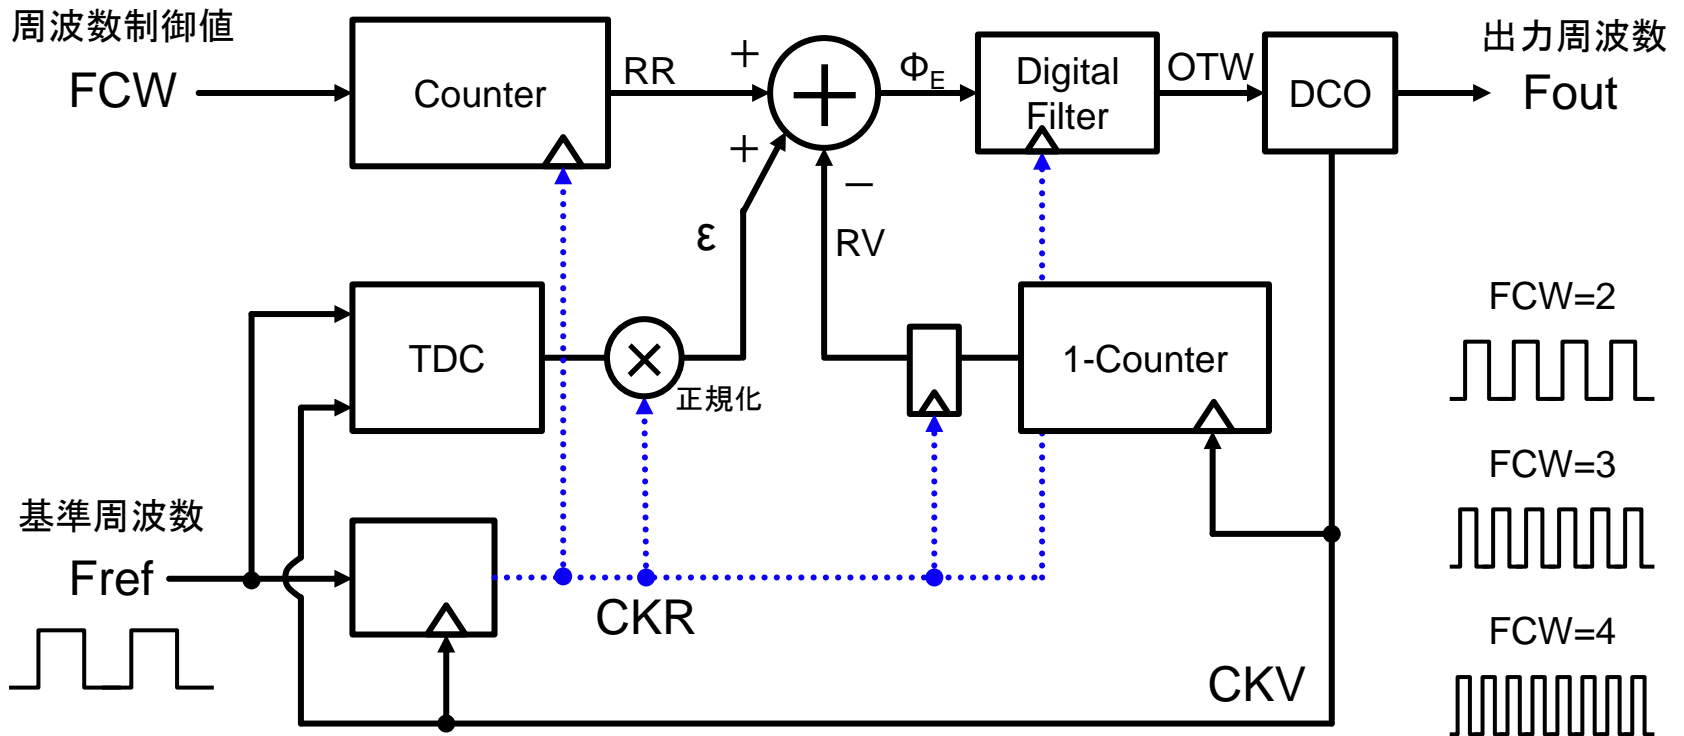 周波数制御値
FCW
Counter
RR
+
+
+
−
Φ_E
Digital
Filter
OTW
DCO
出力周波数
Fout
ε
RV
TDC
×
正規化
1-Counter
FCW=2
FCW=3
FCW=4
基準周波数
Fref
CKR
CKV